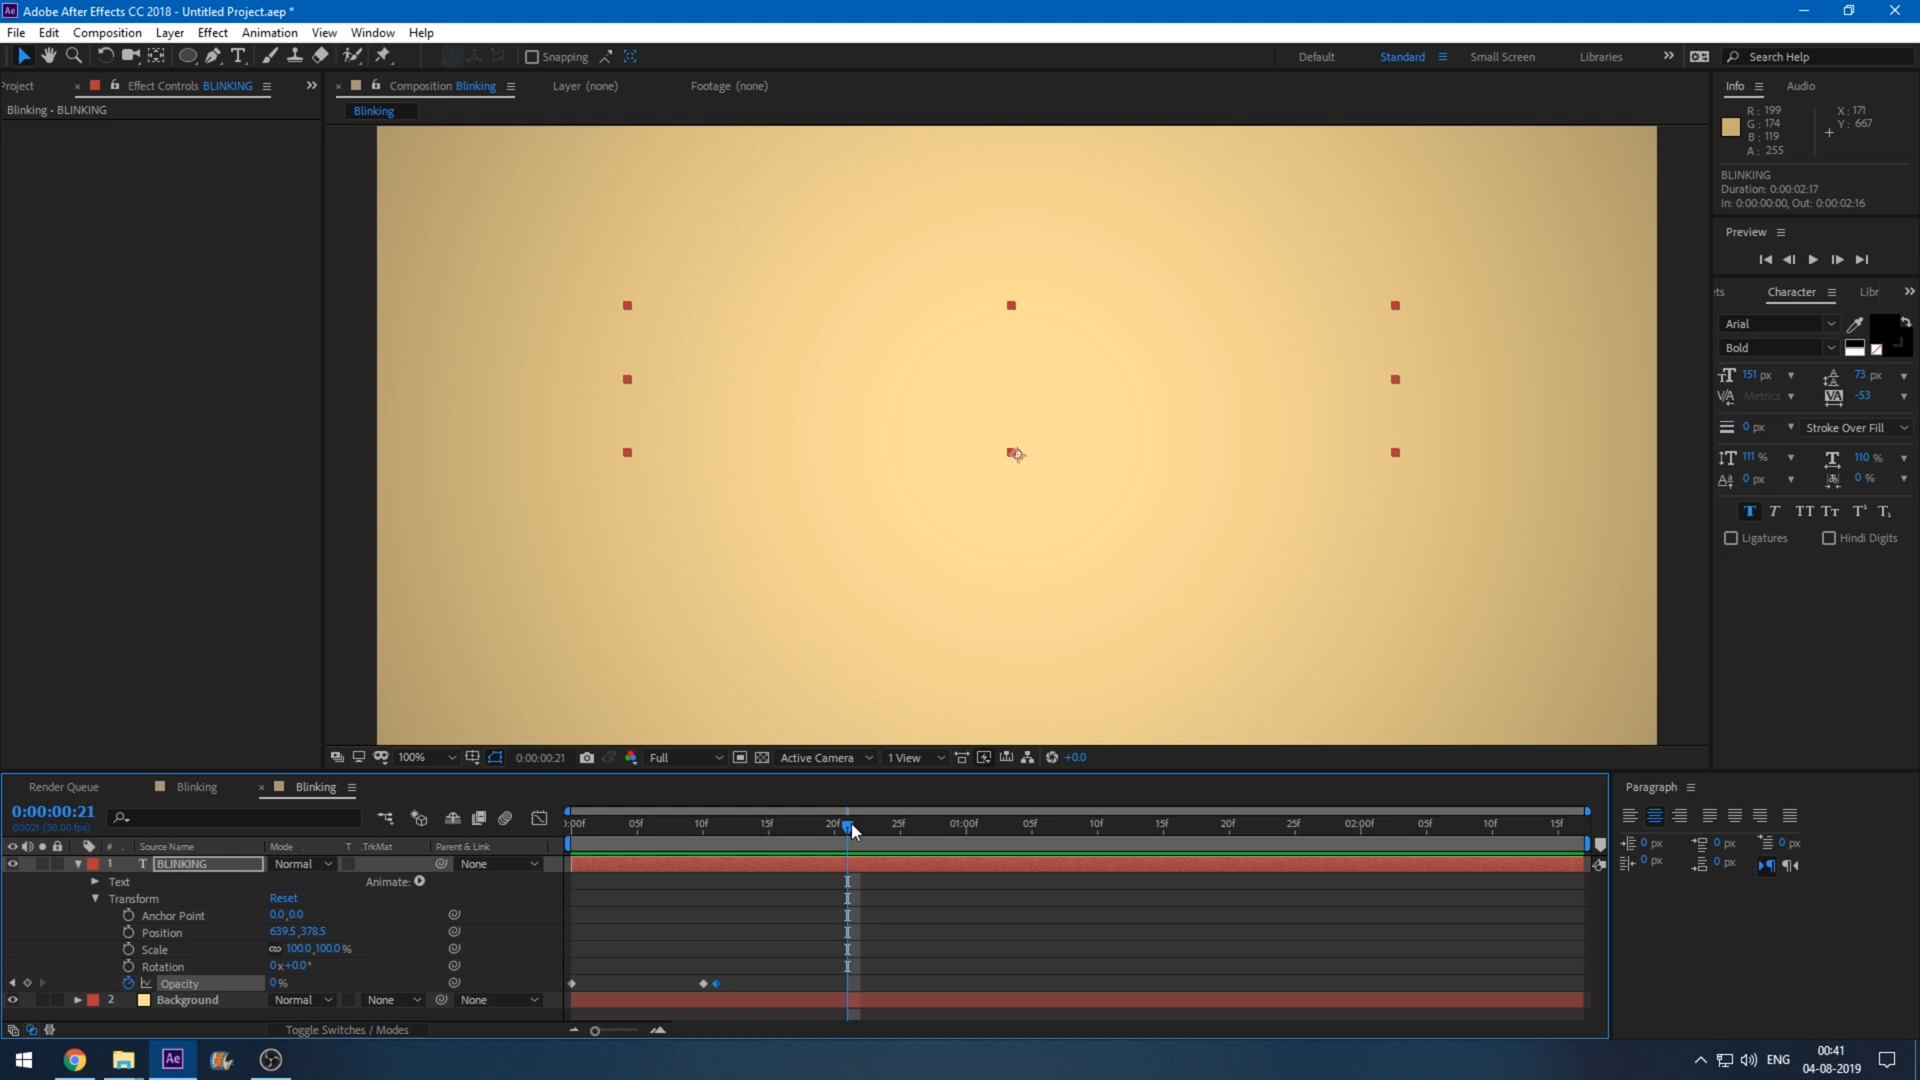 Adobe After Effects CC 2018 - Untitled Project.aep *
File Edit Composition Layer Effect Animation View Window Help
Snapping
Default Standard Small Screen Libraries
Search Help
Project
Effect Controls BLINKING
Composition Blinking
Layer (none)
Footage (none)
Info
Audio
Blinking • BLINKING
Blinking
R: 199
G: 174
B: 119
A: 255
X: 171
Y: 667
BLINKING
Duration: 0:00:02:17
In: 0:00:00:00, Out: 0:00:02:16
Preview
Character
Arial
Bold
151 px
73 px
Metrics
-53
0 px
Stroke Over Fill
111 %
110 %
0 px
0 %
Ligatures
Hindi Digits
100%
0:00:00:21
Full
Active Camera
1 View
+0.0
Render Queue
Blinking
Blinking
Paragraph
0:00:00:21
00021 (30.00 fps)
:00f 05f 10f 15f 20f 25f 01:00f 05f 10f 15f 20f 25f 02:00f 05f 10f 15f
# Source Name Mode T .TrkMat Parent & Link
1 T BLINKING Normal None
Text Animate:
Transform Reset
Anchor Point 0.0,0.0
Position 639.5,378.5
Scale 100.0,100.0 %
Rotation 0x+0.0°
Opacity 0 %
2 Background Normal None None
Toggle Switches / Modes
0 px 0 px 0 px
0 px 0 px
ENG
00:41
04-08-2019